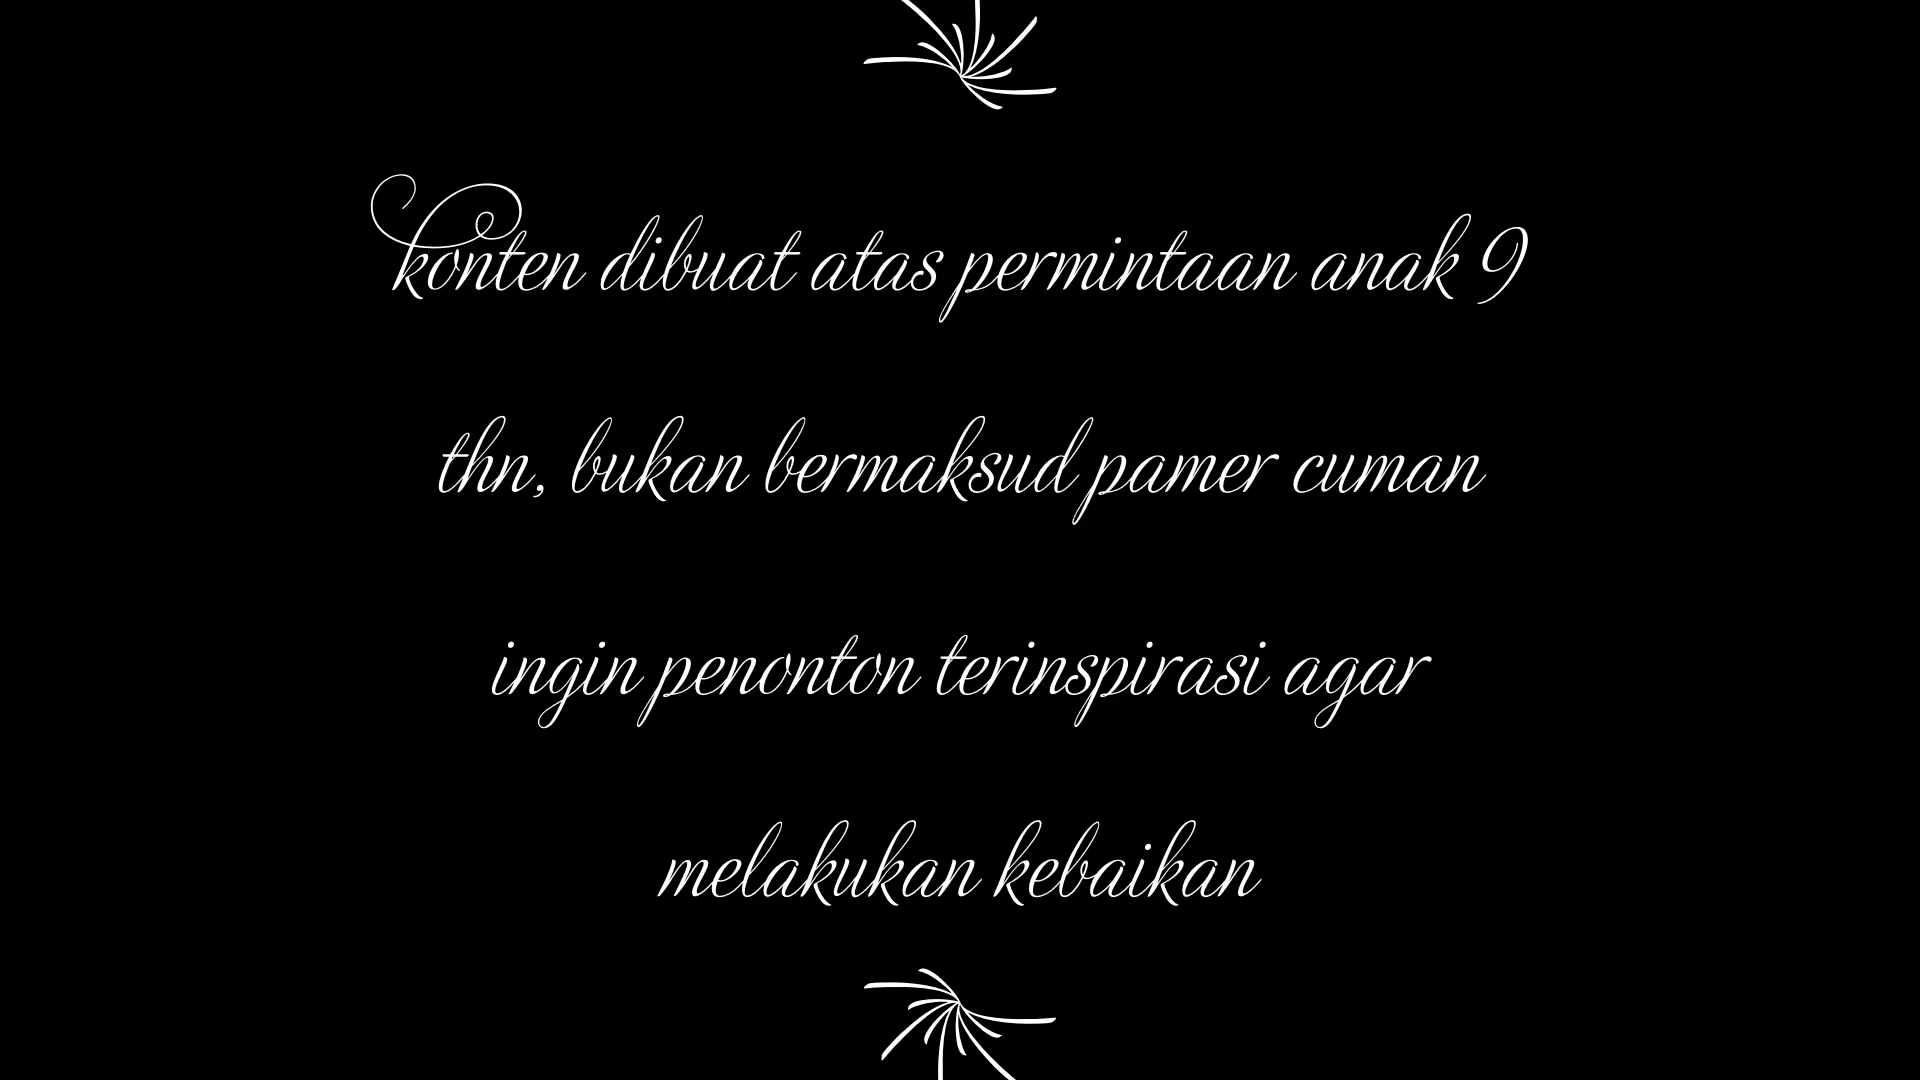 konten dibuat atas permintaan anak 9
thn, bukan bermaksud pamer cuman
ingin penonton terinspirasi agar
melakukan kebaikan